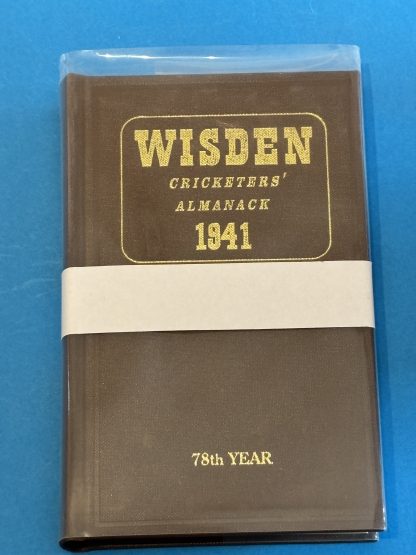 WISDEN
CRICKETERS'
ALMANACK
1941
78th YEAR